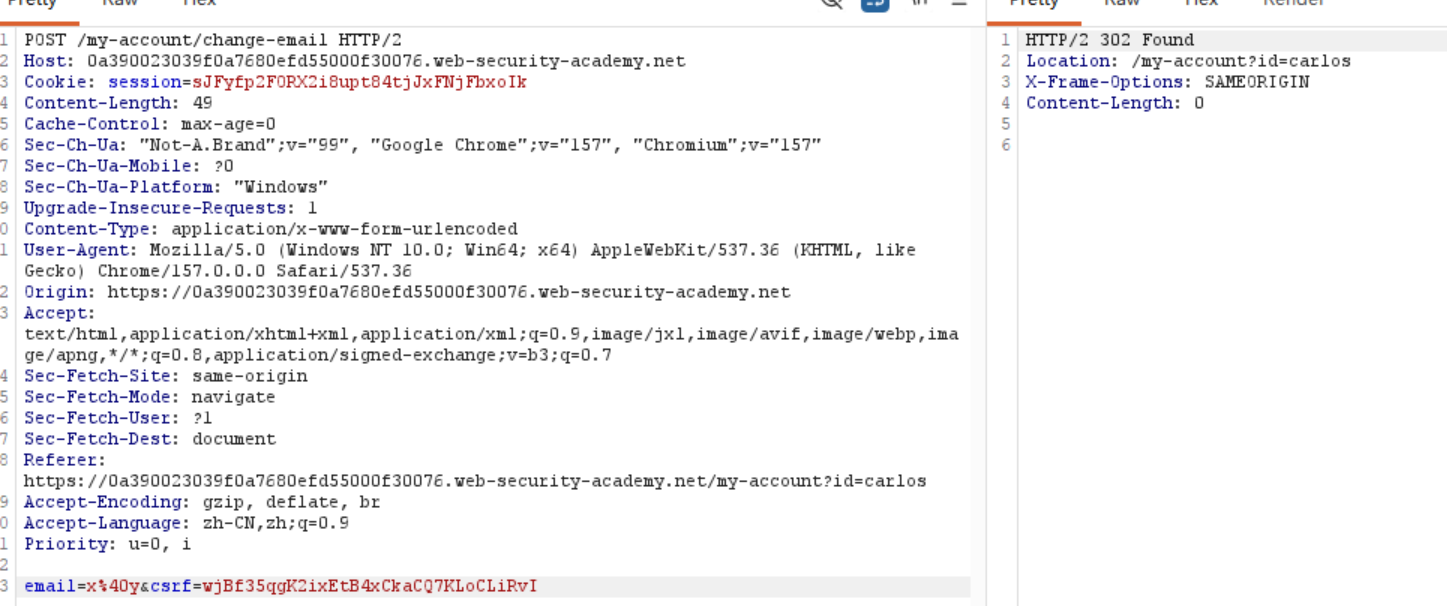 Pretty Raw Hex
\n
Pretty Raw Hex Render
1 POST /my-account/change-email HTTP/2
2 Host: 0a390023039f0a7680efd55000f30076.web-security-academy.net
3 Cookie: session=sJFyfp2F0RX2i8upt84tjJxFNjFbxoIk
4 Content-Length: 49
5 Cache-Control: max-age=0
6 Sec-Ch-Ua: "Not-A.Brand";v="99", "Google Chrome";v="157", "Chromium";v="157"
7 Sec-Ch-Ua-Mobile: ?0
8 Sec-Ch-Ua-Platform: "Windows"
9 Upgrade-Insecure-Requests: 1
0 Content-Type: application/x-www-form-urlencoded
1 User-Agent: Mozilla/5.0 (Windows NT 10.0; Win64; x64) AppleWebKit/537.36 (KHTML, like
Gecko) Chrome/157.0.0.0 Safari/537.36
2 Origin: https://0a390023039f0a7680efd55000f30076.web-security-academy.net
3 Accept:
text/html,application/xhtml+xml,application/xml;q=0.9,image/jxl,image/avif,image/webp,ima
ge/apng,*/*;q=0.8,application/signed-exchange;v=b3;q=0.7
4 Sec-Fetch-Site: same-origin
5 Sec-Fetch-Mode: navigate
6 Sec-Fetch-User: ?1
7 Sec-Fetch-Dest: document
8 Referer:
https://0a390023039f0a7680efd55000f30076.web-security-academy.net/my-account?id=carlos
9 Accept-Encoding: gzip, deflate, br
0 Accept-Language: zh-CN,zh;q=0.9
1 Priority: u=0, i
2
3 email=x%40y&csrf=wjBf35qgK2ixEtB4xCkaCQ7KLoCLiRvI
1 HTTP/2 302 Found
2 Location: /my-account?id=carlos
3 X-Frame-Options: SAMEORIGIN
4 Content-Length: 0
5
6